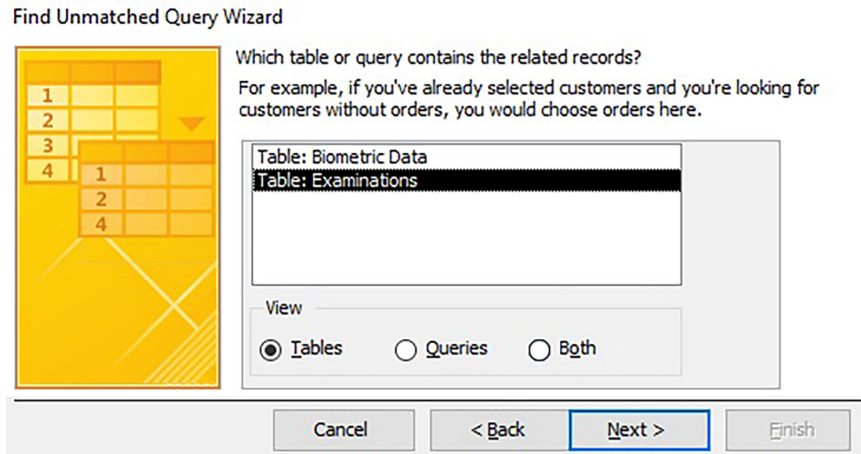 Find Unmatched Query Wizard
Which table or query contains the related records?
For example, if you've already selected customers and you're looking for
customers without orders, you would choose orders here.
1
2
3
4
1
2
4
Table: Biometric Data
Table: Examinations
View
Tables Queries Both
Cancel < Back Next > Finish